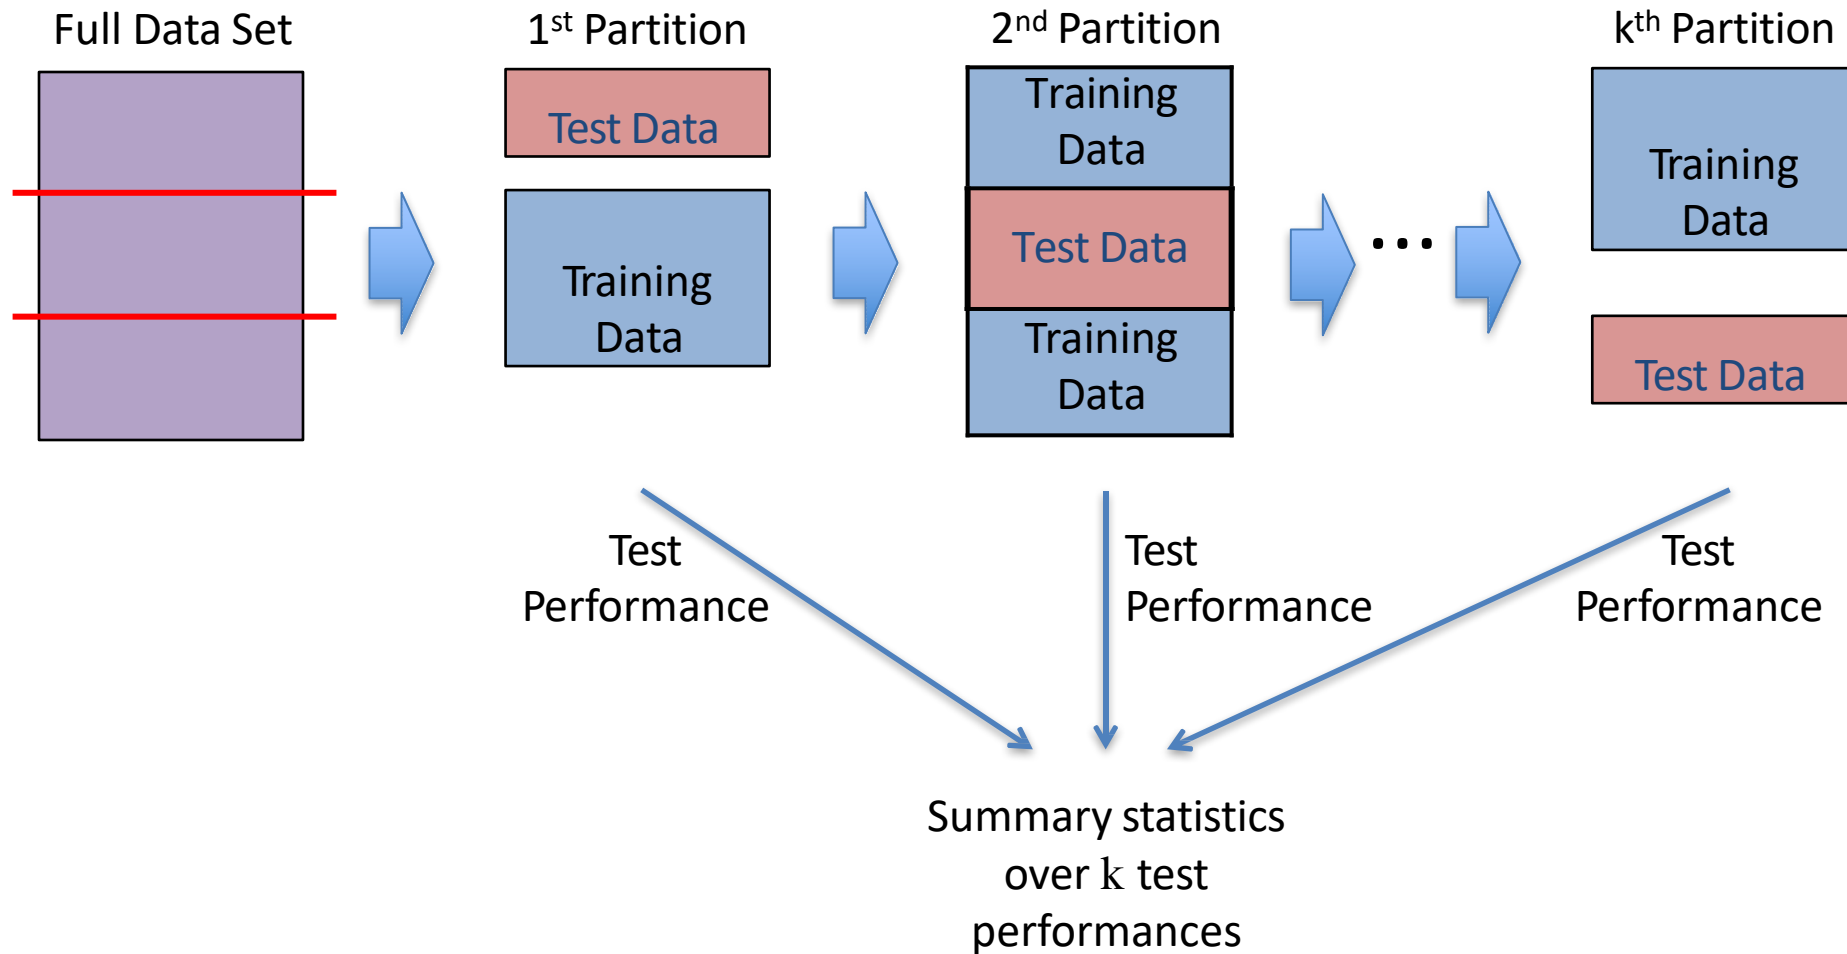 Full Data Set
1st Partition
2nd Partition
kth Partition
Test Data
Training
Data
Training
Data
Test Data
Training
Data
Training
Data
Test Data
...
Test
Performance
Test
Performance
Test
Performance
Summary statistics
over k test
performances